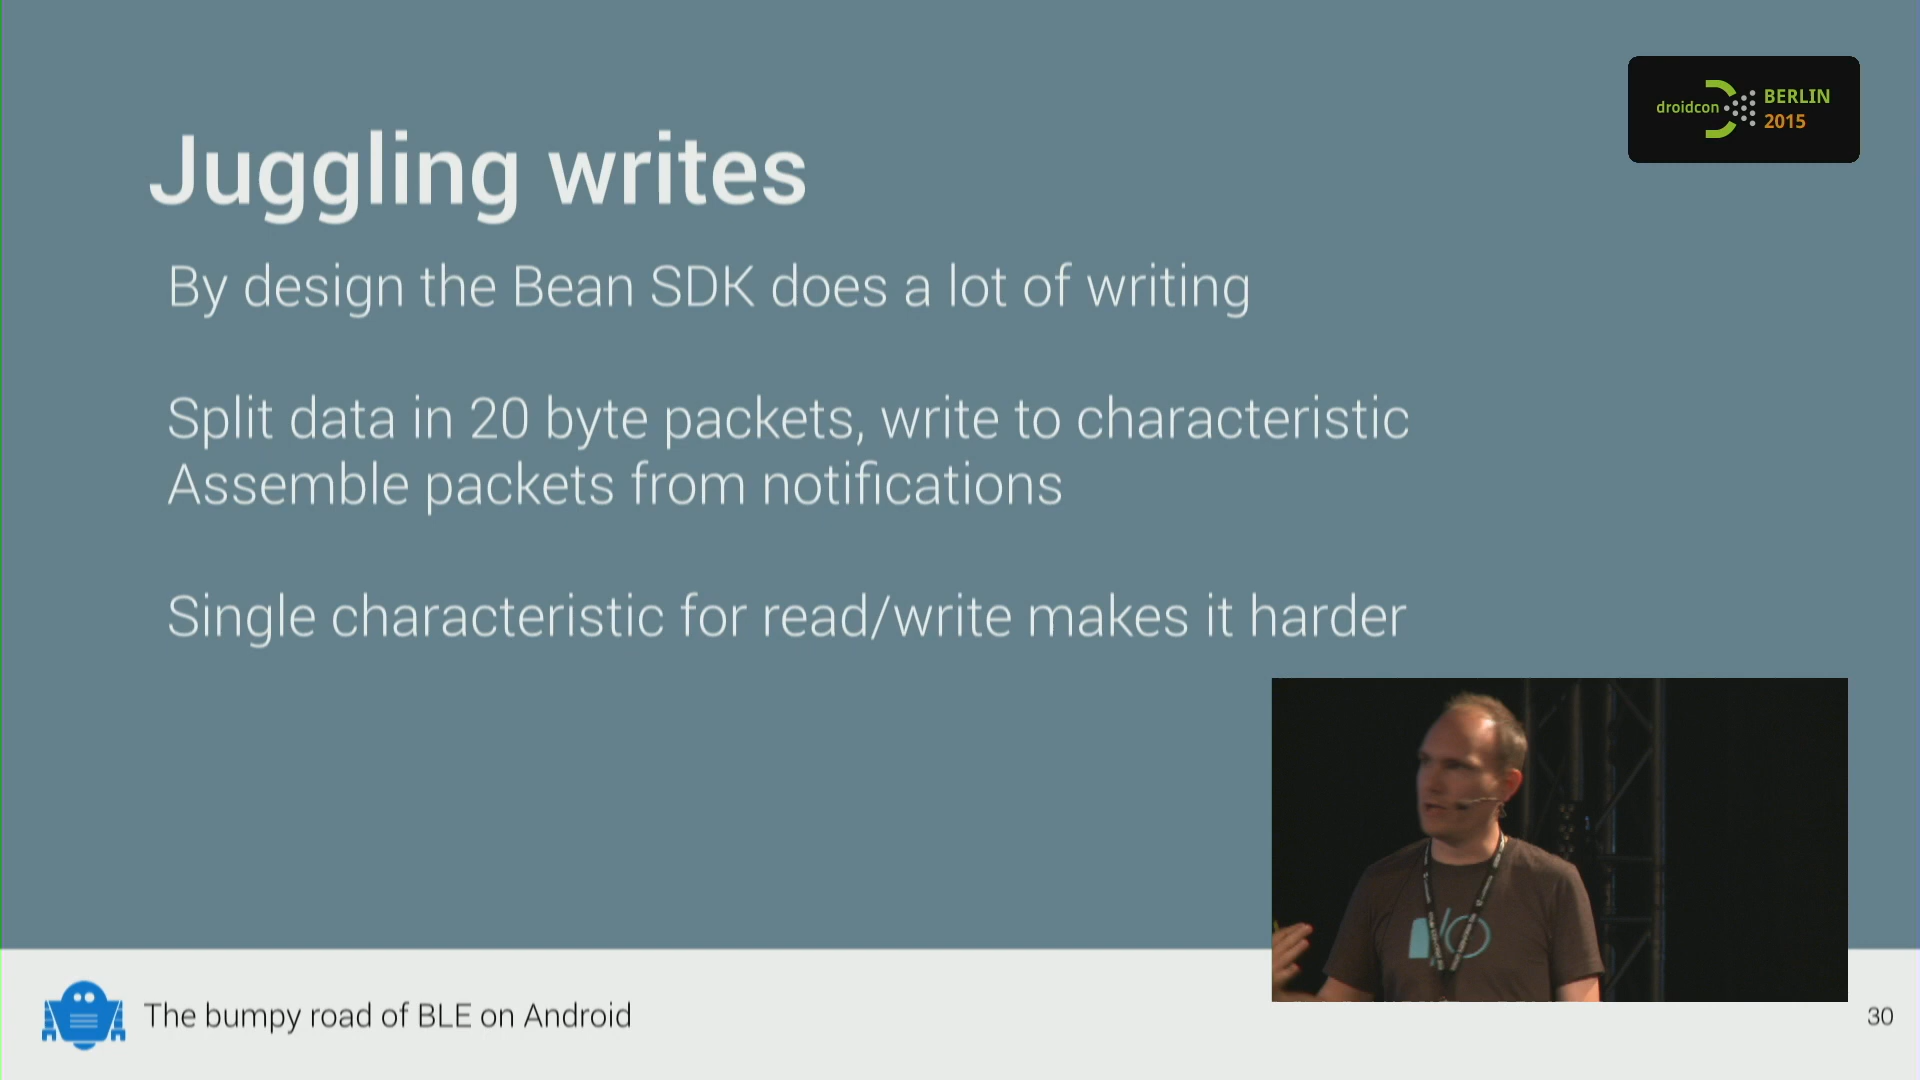 droidcon
BERLIN
2015
Juggling writes
By design the Bean SDK does a lot of writing
Split data in 20 byte packets, write to characteristic
Assemble packets from notifications
Single characteristic for read/write makes it harder
I/O
The bumpy road of BLE on Android
30